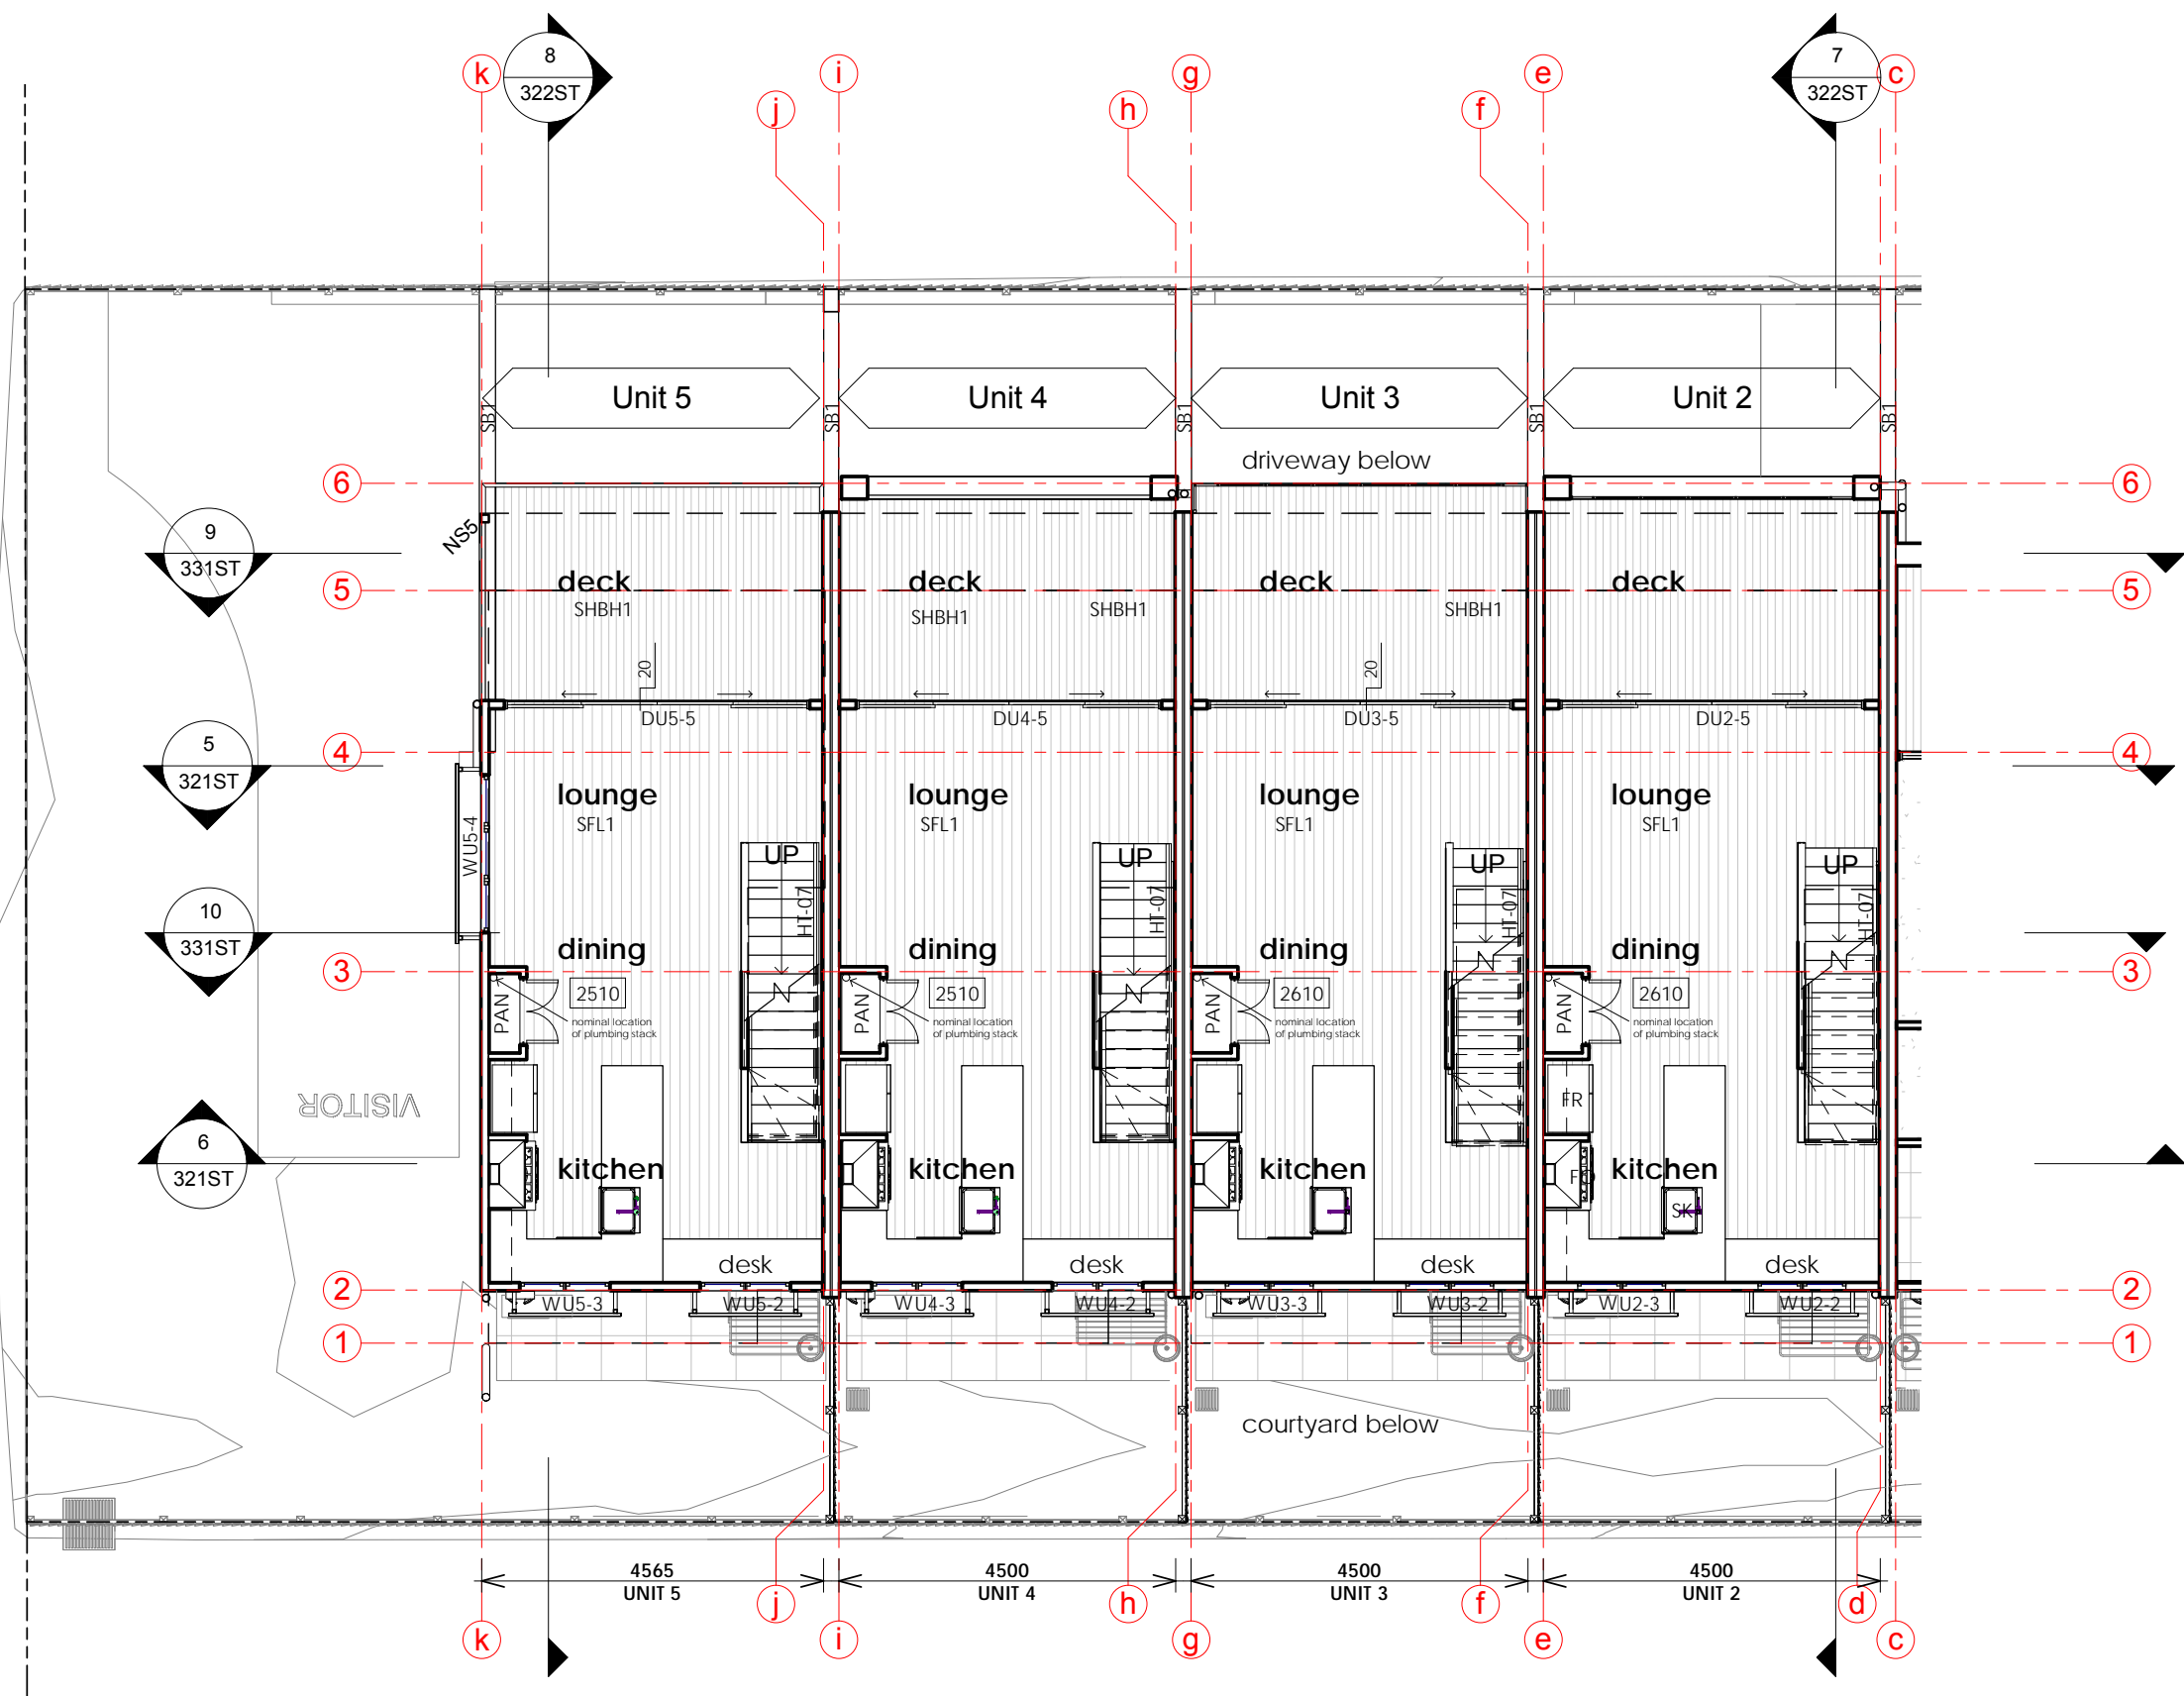 8
322ST
7
322ST
k
i
g
e
c
j
h
f
Unit 5
Unit 4
Unit 3
Unit 2
SB1
SB1
SB1
SB1
SB1
driveway below
6
6
9
331ST
NS5
5
deck
deck
deck
deck
5
SHBH1
SHBH1
SHBH1
SHBH1
20
20
DU5-5
DU4-5
DU3-5
DU2-5
4
4
5
321ST
lounge
lounge
lounge
lounge
SFL1
SFL1
SFL1
SFL1
WU5-4
UP
UP
UP
UP
HT-07
HT-07
HT-07
HT-07
10
331ST
dining
dining
dining
dining
3
3
PAN
2510
PAN
2510
PAN
2610
PAN
2610
nominal location
of plumbing stack
nominal location
of plumbing stack
nominal location
of plumbing stack
nominal location
of plumbing stack
VISITOR
FR
6
321ST
kitchen
kitchen
kitchen
kitchen
SK
desk
desk
desk
desk
2
2
WU5-3
WU5-2
WU4-3
WU4-2
WU3-3
WU3-2
WU2-3
WU2-2
1
1
courtyard below
4565
UNIT 5
4500
UNIT 4
4500
UNIT 3
4500
UNIT 2
j
h
f
d
k
i
g
e
c